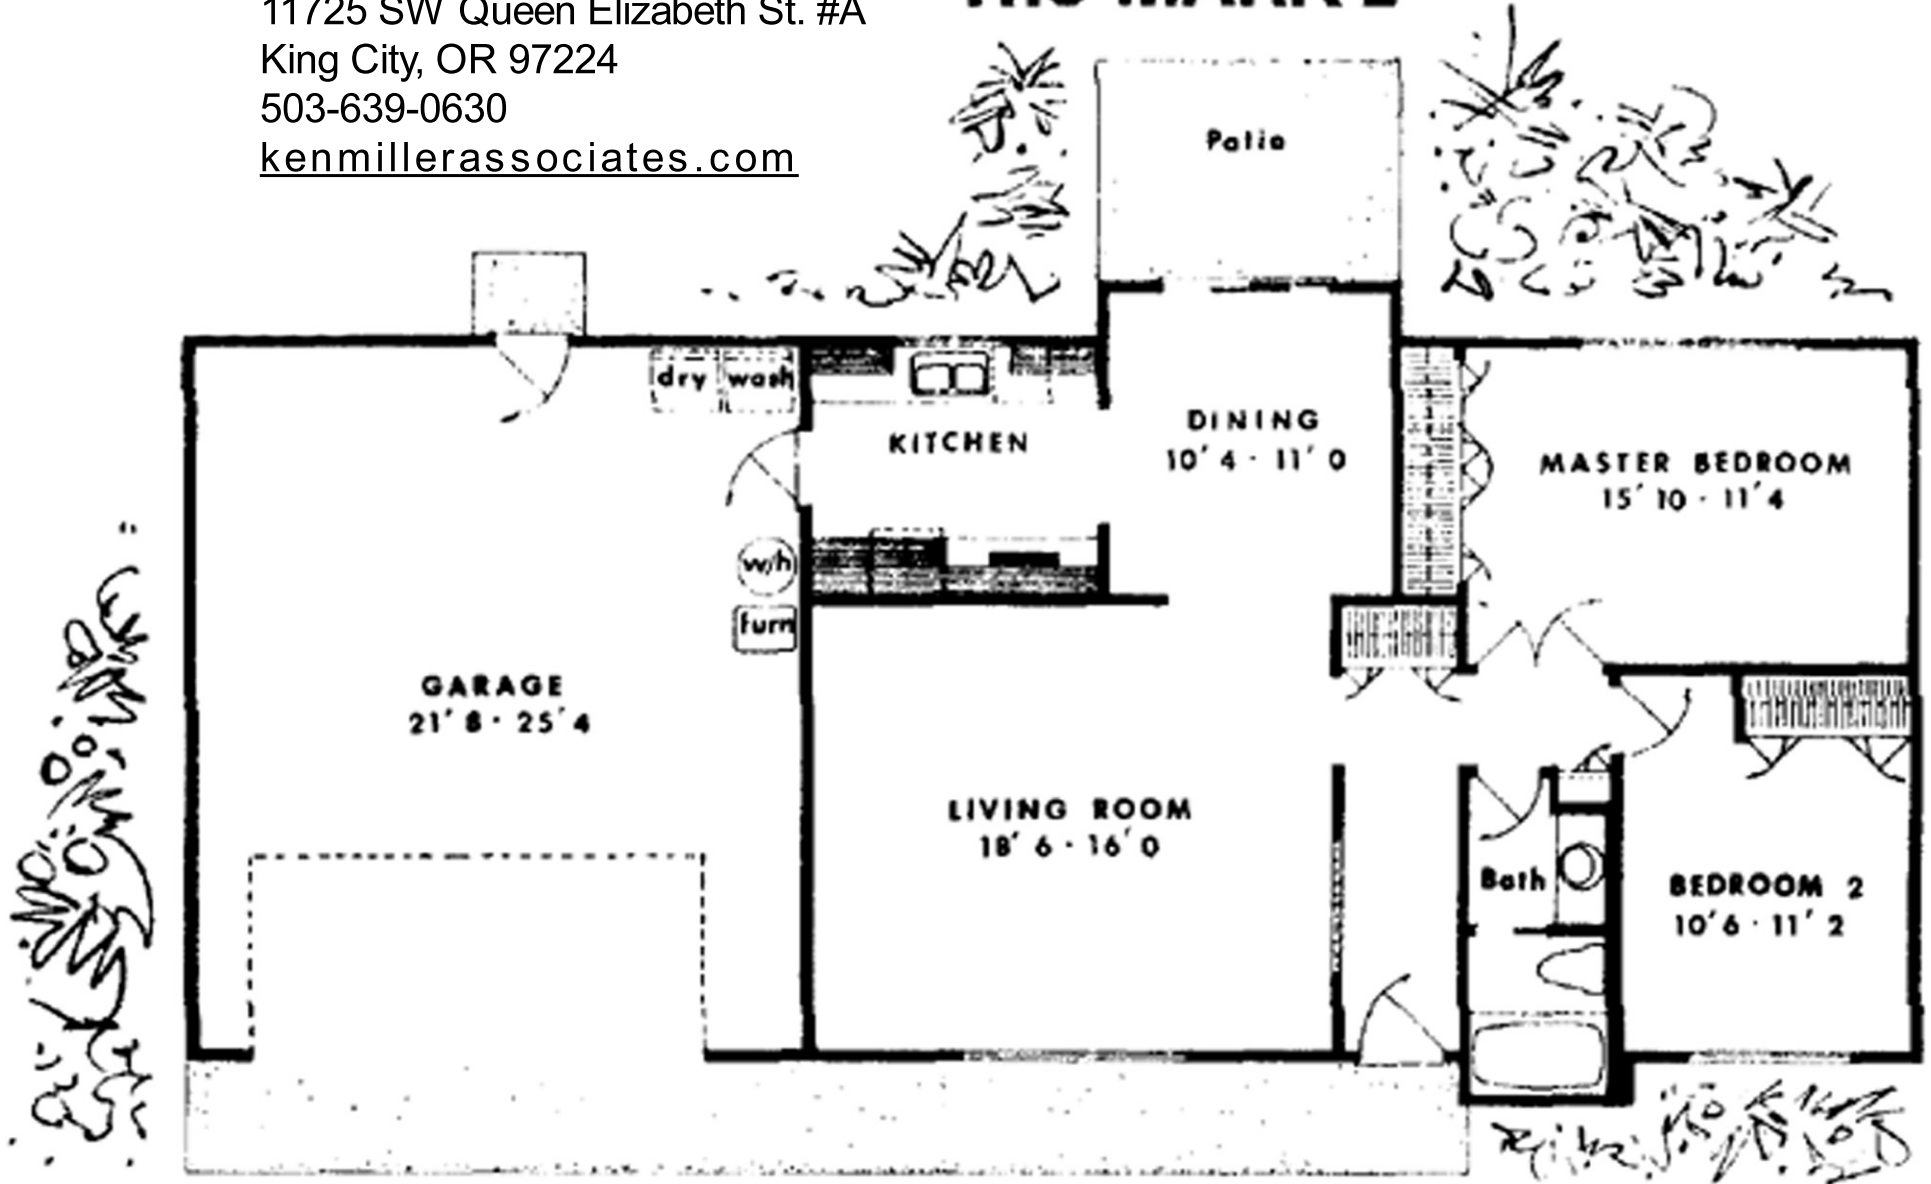 11725 SW Queen Elizabeth St. #A
King City, OR 97224
503-639-0630
kenmillerassociates.com
Patio
dry wash
KITCHEN
DINING
10' 4 · 11' 0
MASTER BEDROOM
15' 10 · 11' 4
w/h
furn
GARAGE
21' 8 · 25' 4
LIVING ROOM
18' 6 · 16' 0
Bath
BEDROOM 2
10' 6 · 11' 2